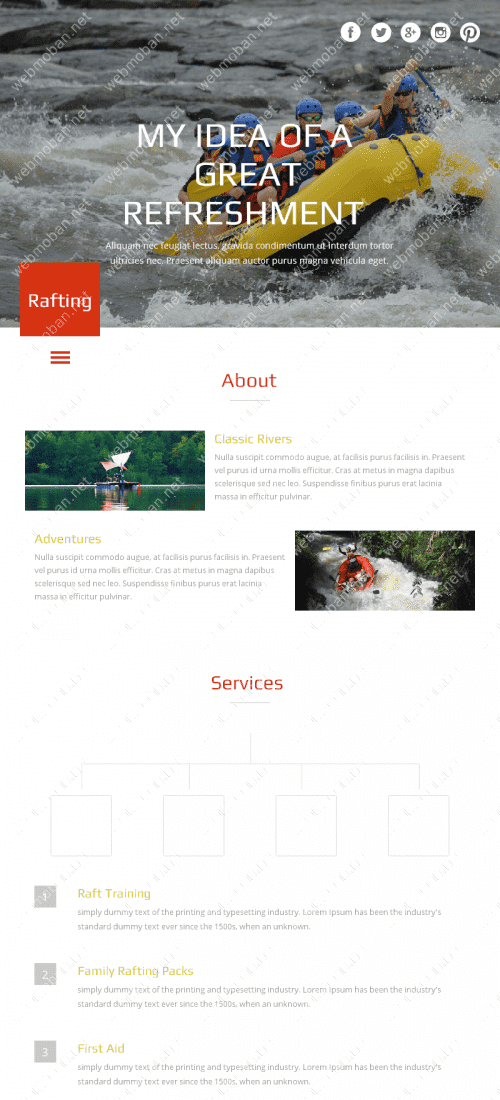 MY IDEA OF A
GREAT
REFRESHMENT
Aliquam nec feugiat lectus, gravida condimentum ut interdum tortor
ultricies nec. Praesent aliquam auctor purus magna vehicula eget.
Rafting
About
Classic Rivers
Nulla suscipit commodo augue, at facilisis purus facilisis in. Praesent
vel purus id urna mollis efficitur. Cras at metus in magna dapibus
scelerisque sed nec leo. Suspendisse finibus purus erat lacinia
massa in efficitur pulvinar.
Adventures
Nulla suscipit commodo augue, at facilisis purus facilisis in. Praesent
vel purus id urna mollis efficitur. Cras at metus in magna dapibus
scelerisque sed nec leo. Suspendisse finibus purus erat lacinia
massa in efficitur pulvinar.
Services
1
Raft Training
simply dummy text of the printing and typesetting industry. Lorem Ipsum has been the industry's
standard dummy text ever since the 1500s, when an unknown.
2
Family Rafting Packs
simply dummy text of the printing and typesetting industry. Lorem Ipsum has been the industry's
standard dummy text ever since the 1500s, when an unknown.
3
First Aid
simply dummy text of the printing and typesetting industry. Lorem Ipsum has been the industry's
standard dummy text ever since the 1500s, when an unknown.
webmoban.net